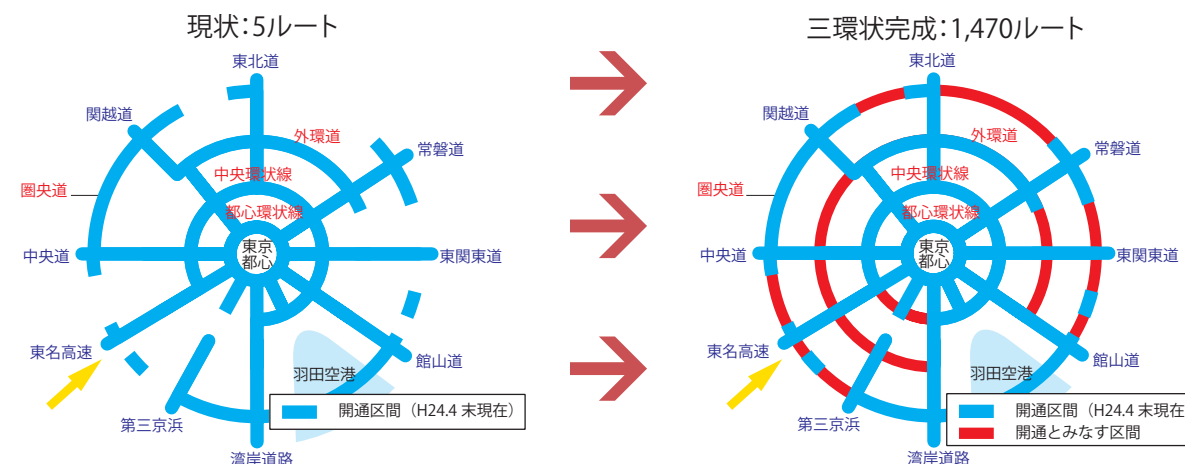 現状：5ルート
東北道
関越道
外環道
常磐道
中央環状線
圏央道
都心環状線
東京
都心
中央道
東関東道
東名高速
館山道
羽田空港
第三京浜
開通区間（H24.4 末現在）
湾岸道路
三環状完成：1,470ルート
東北道
関越道
外環道
常磐道
中央環状線
圏央道
都心環状線
東京
都心
中央道
東関東道
東名高速
館山道
羽田空港
第三京浜
開通区間（H24.4 末現在
開通とみなす区間
湾岸道路